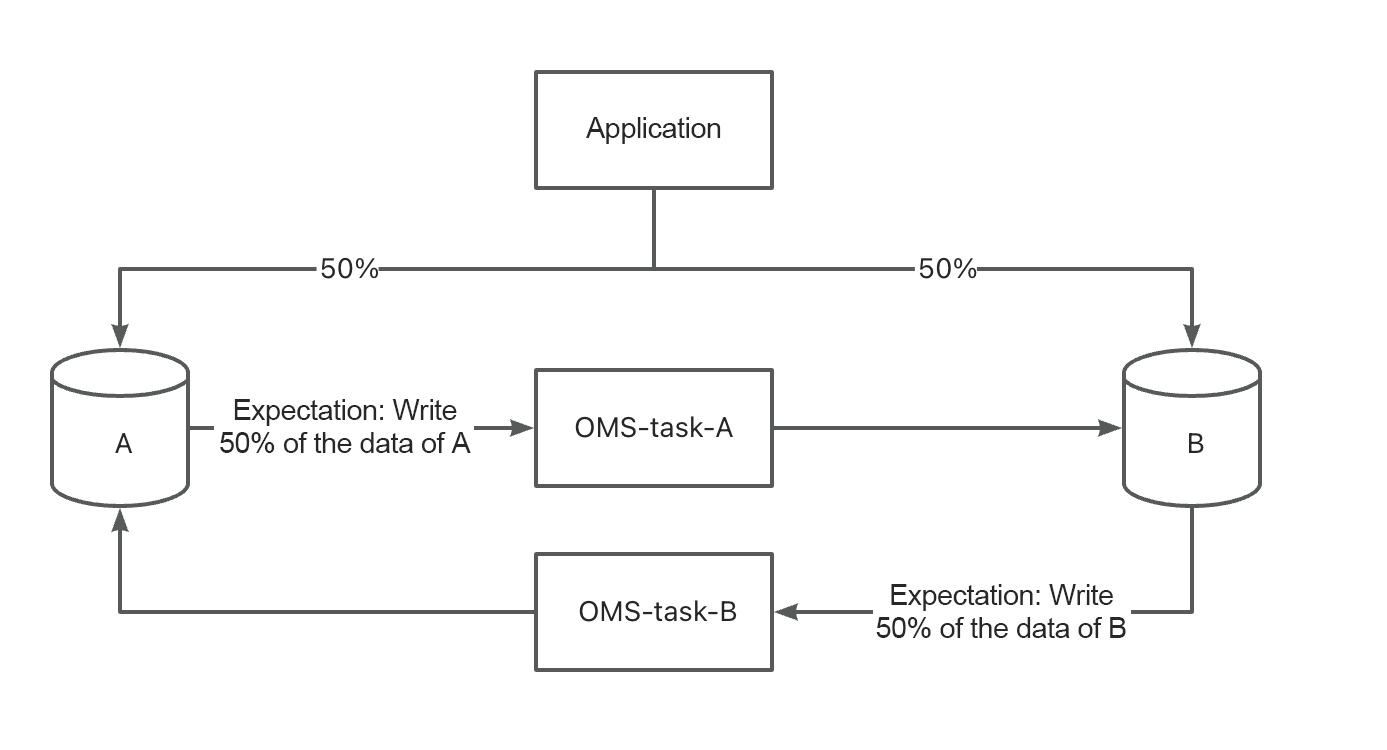 Application
50%
50%
Expectation: Write
50% of the data of A
A
OMS-task-A
B
OMS-task-B
Expectation: Write
50% of the data of B